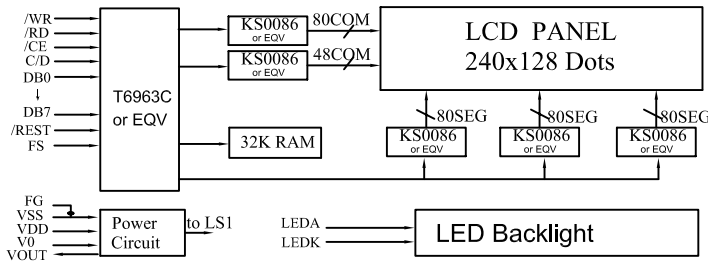 /WR
/RD
/CE
C/D
DB0
DB7
/REST
FS
T6963C
or EQV
KS0086
or EQV
80COM
KS0086
or EQV
48COM
LCD PANEL
240x128 Dots
32K RAM
80SEG
80SEG
80SEG
KS0086
or EQV
KS0086
or EQV
KS0086
or EQV
FG
VSS
VDD
V0
VOUT
Power
Circuit
to LS1
LEDA
LEDK
LED Backlight